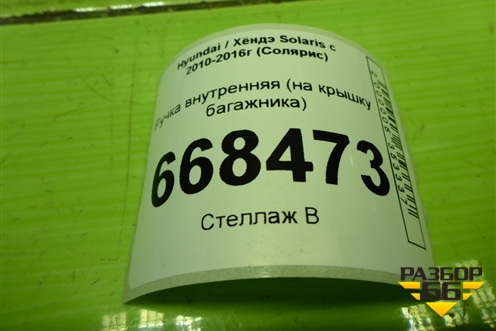 Hyundai / Хёндэ Solaris с
2010-2016г (Солярис)
Ручка внутренняя (на крышку
багажника)
668473
Стеллаж В
РАЗБОР
66